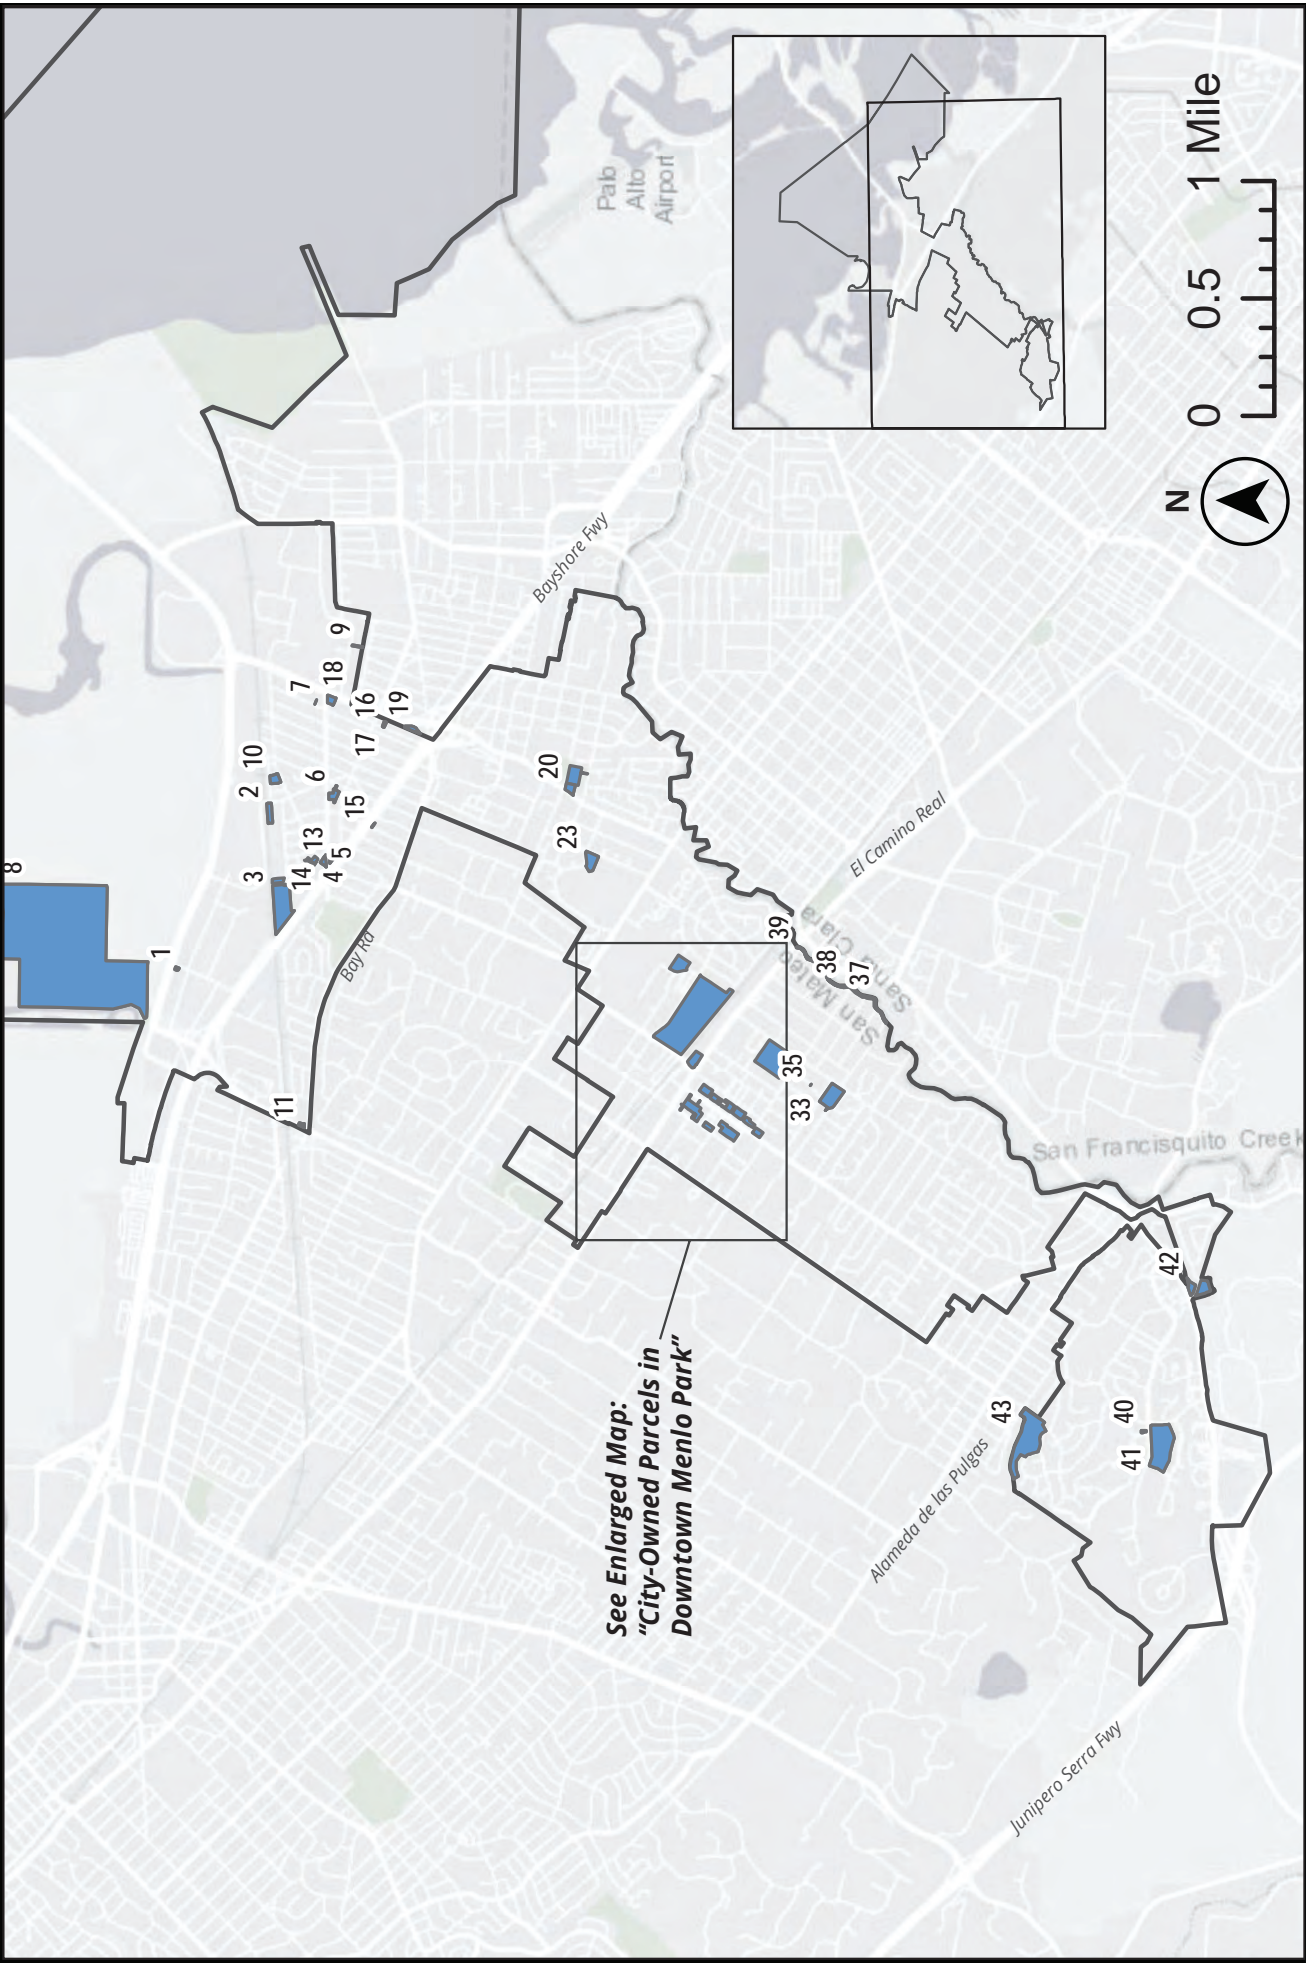 8
1
3
2
10
7
9
18
14
13
4
5
6
15
16
17
19
11
Bay Rd
Bayshore Fwy
Palo
Alto
Airport
20
23
El Camino Real
39
38
37
San Mateo
Santa Clara
35
33
San Francisquito Creek
See Enlarged Map:
“City-Owned Parcels in
Downtown Menlo Park”
42
43
40
41
Alameda de las Pulgas
Junipero Serra Fwy
N
0 0.5 1 Mile